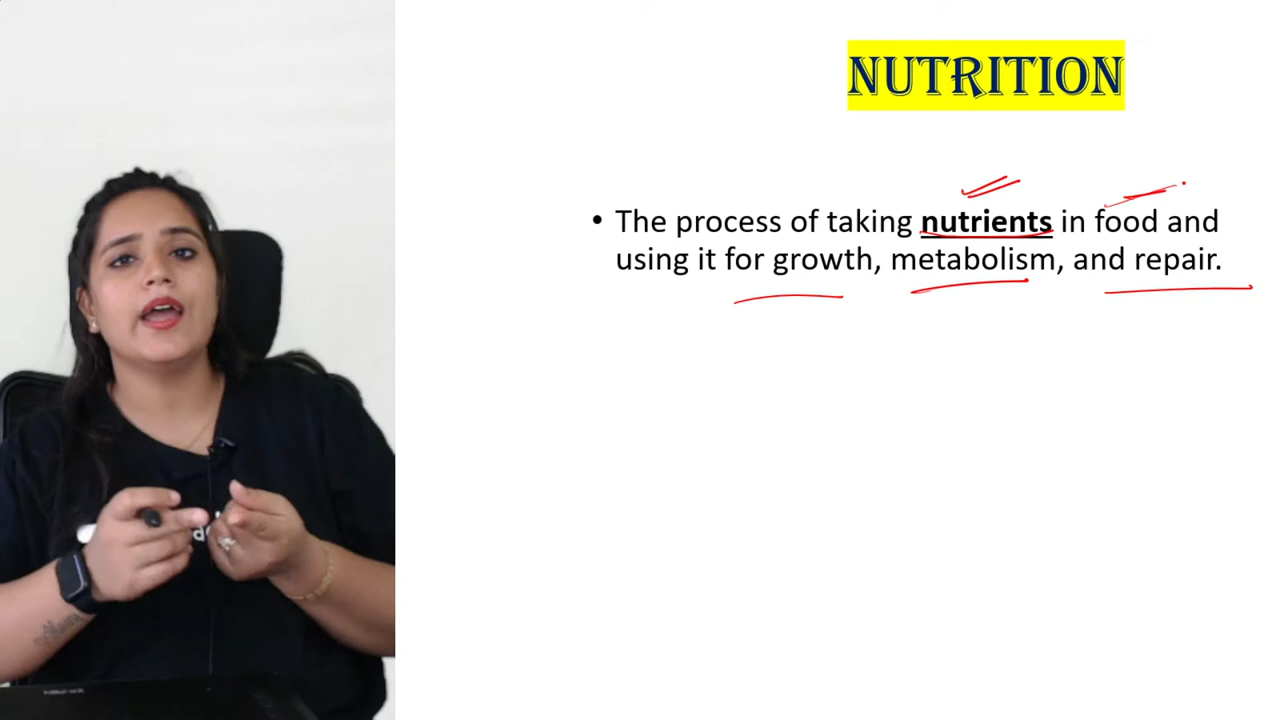 NUTRITION
• The process of taking nutrients in food and
using it for growth, metabolism, and repair.